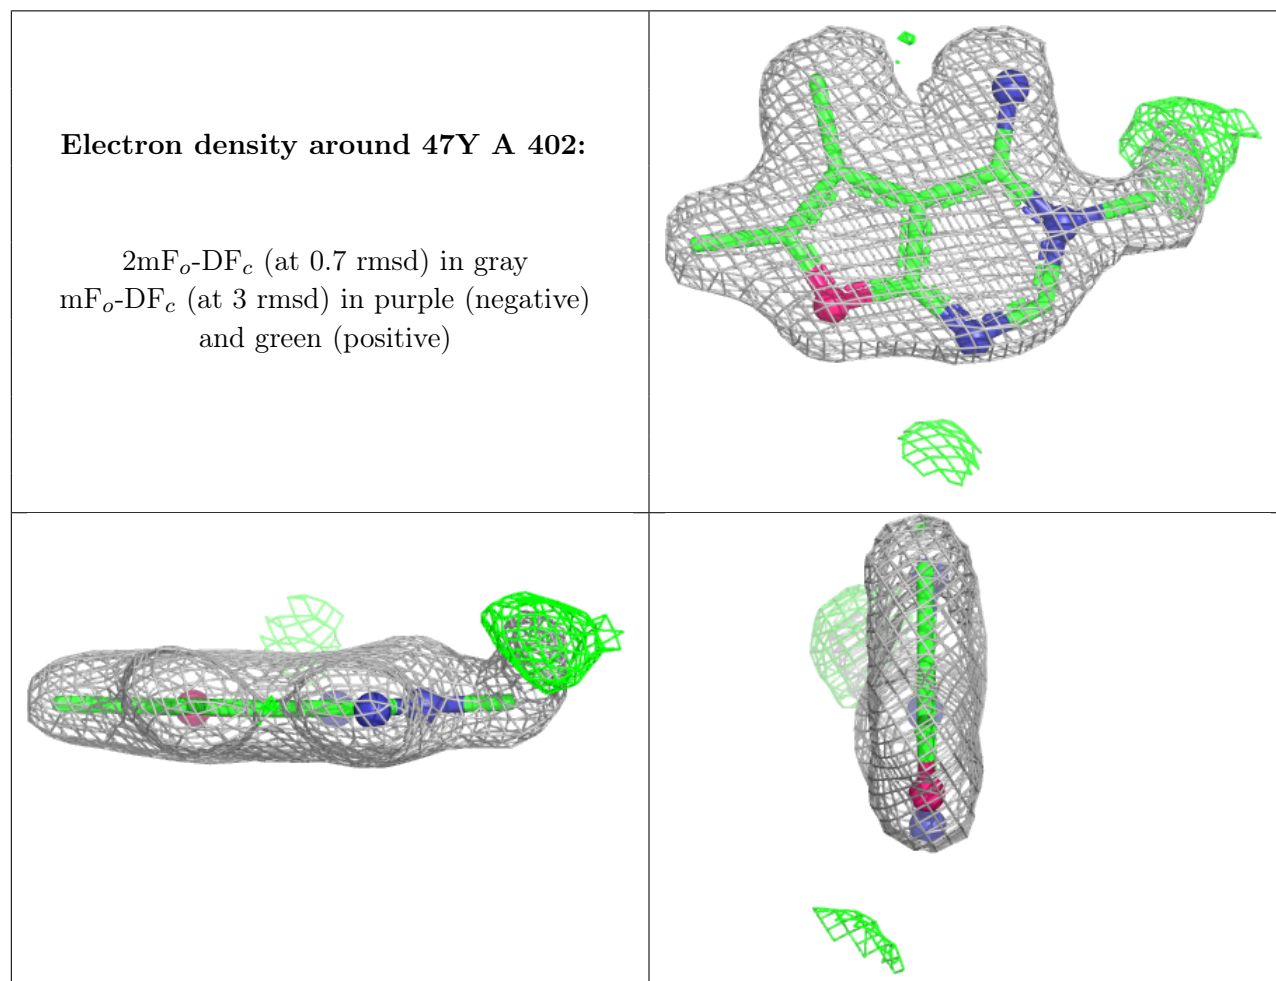 Electron density around 47Y A 402:
2mFo-DFc (at 0.7 rmsd) in gray
mFo-DFc (at 3 rmsd) in purple (negative)
and green (positive)